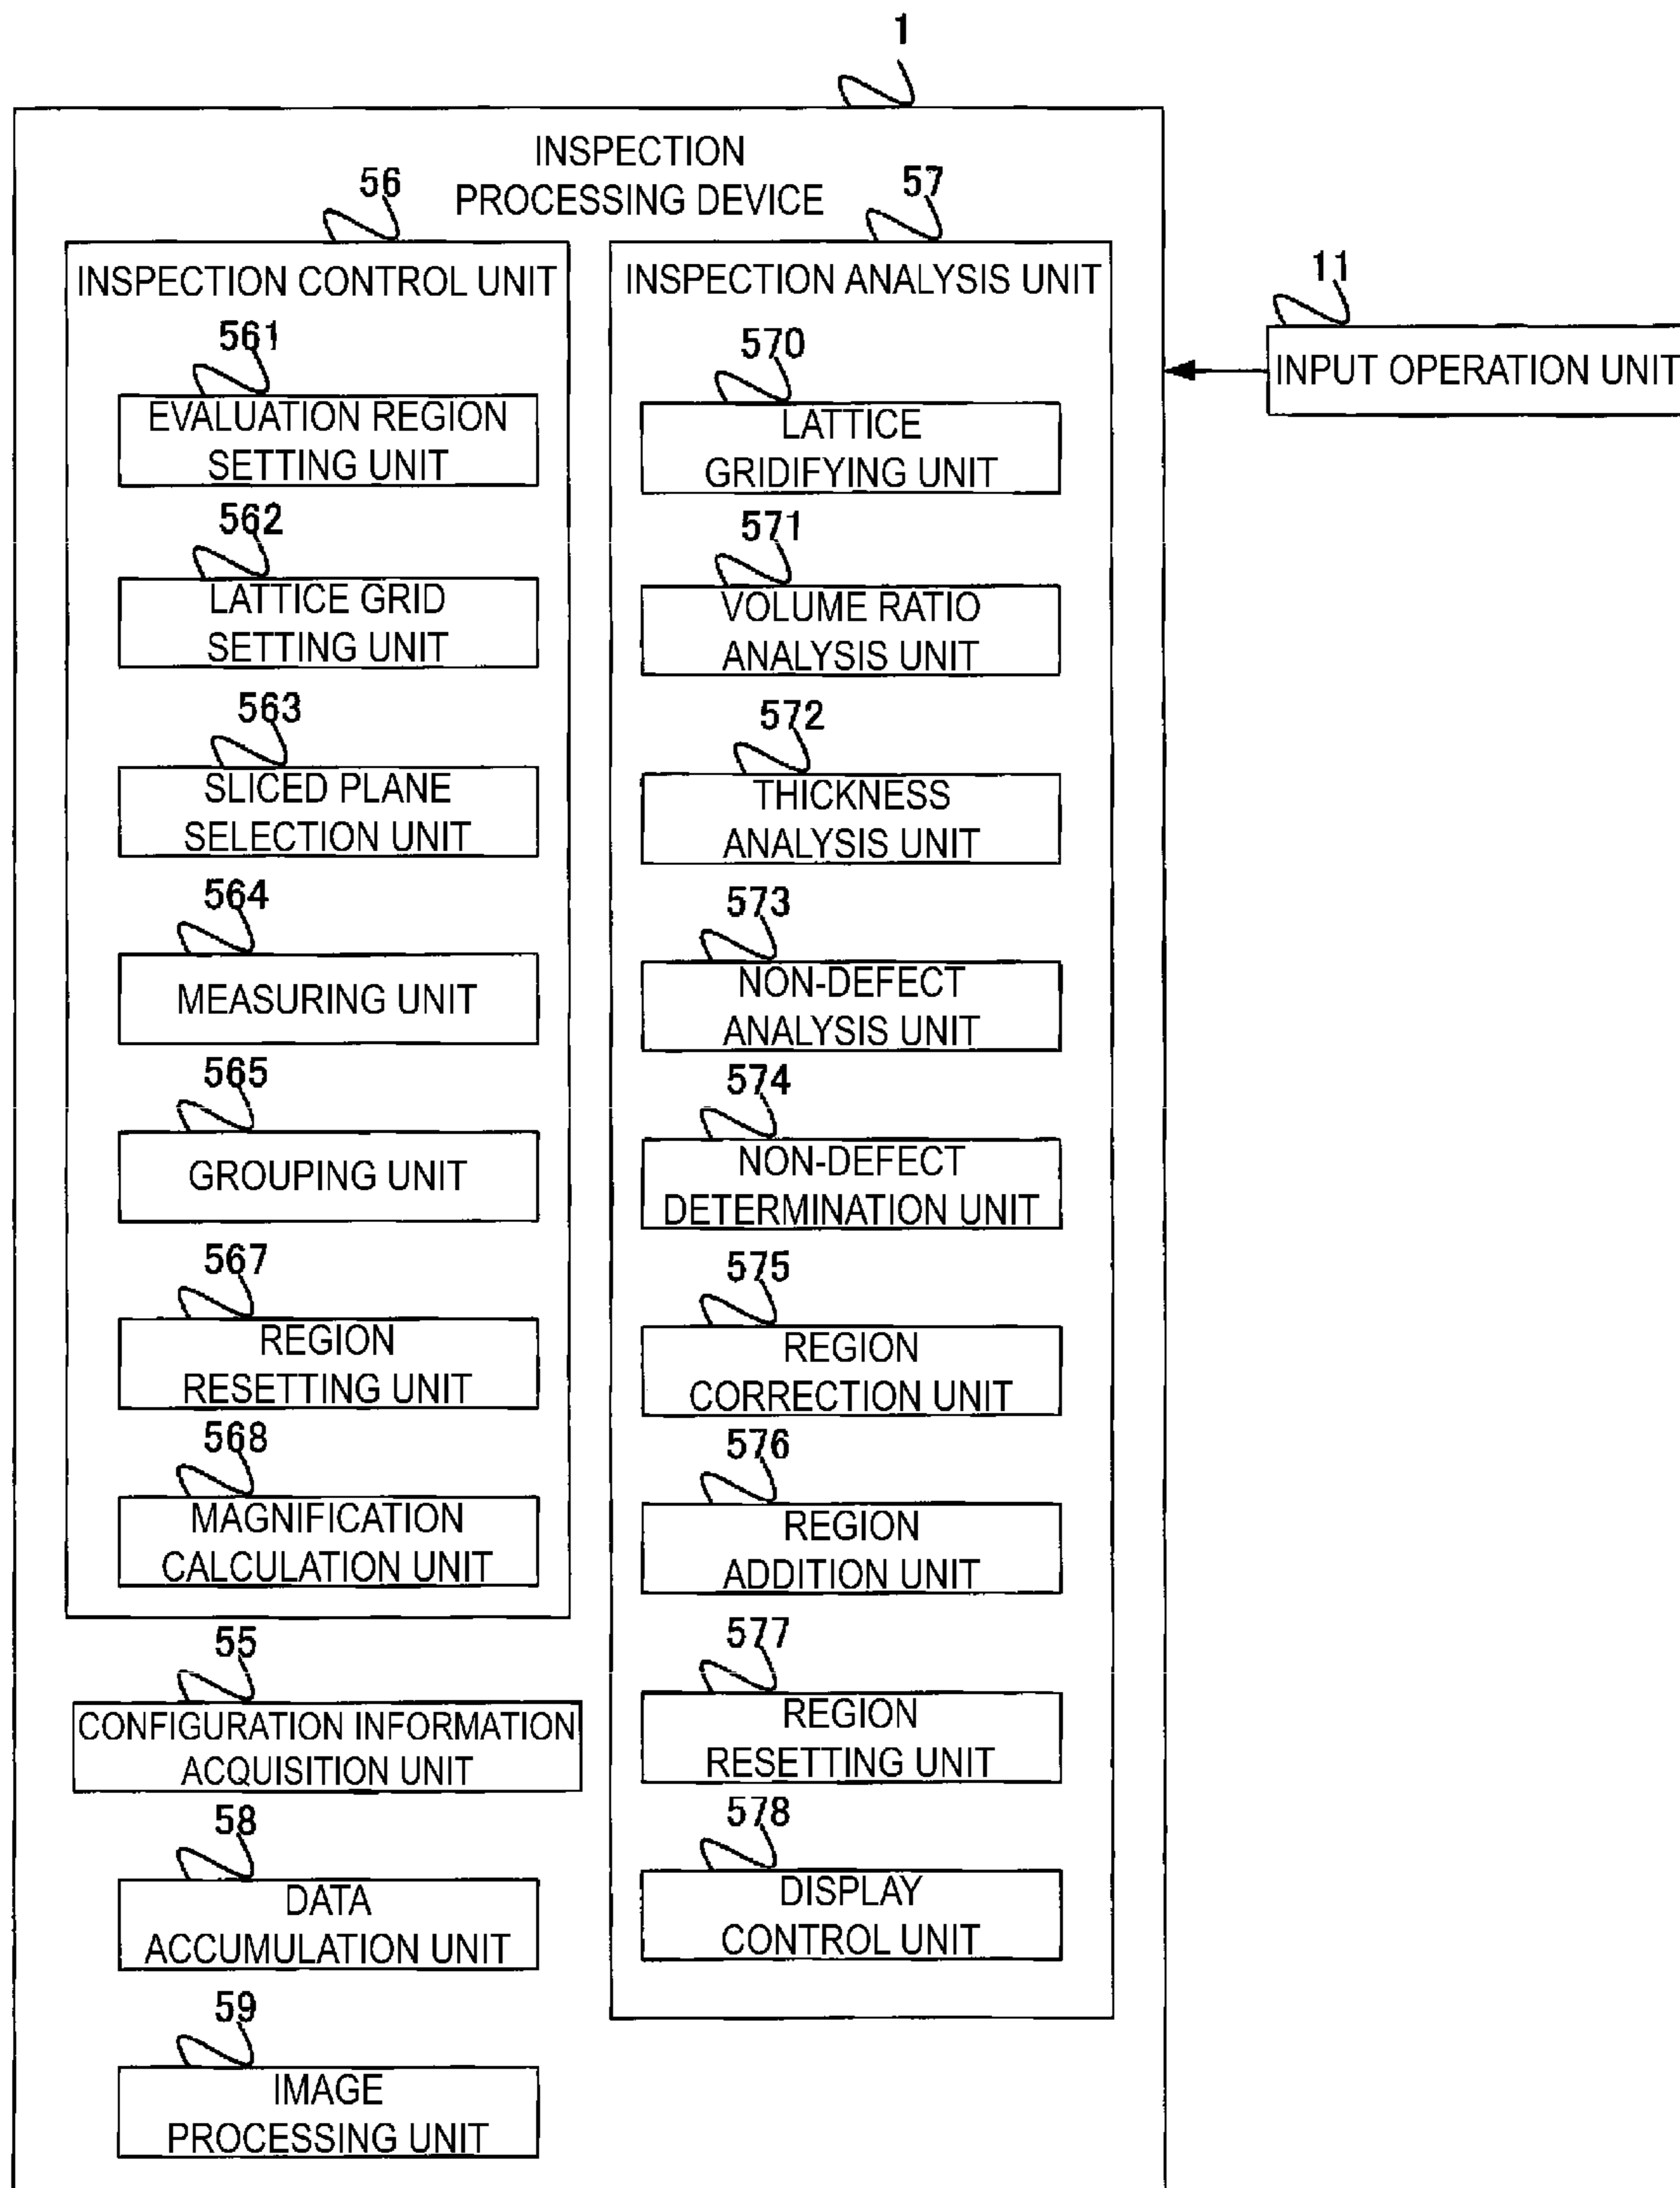 1
INSPECTION
PROCESSING DEVICE
56
INSPECTION CONTROL UNIT
561
EVALUATION REGION
SETTING UNIT
562
LATTICE GRID
SETTING UNIT
563
SLICED PLANE
SELECTION UNIT
564
MEASURING UNIT
565
GROUPING UNIT
567
REGION
RESETTING UNIT
568
MAGNIFICATION
CALCULATION UNIT
55
CONFIGURATION INFORMATION
ACQUISITION UNIT
58
DATA
ACCUMULATION UNIT
59
IMAGE
PROCESSING UNIT
57
INSPECTION ANALYSIS UNIT
570
LATTICE
GRIDIFYING UNIT
571
VOLUME RATIO
ANALYSIS UNIT
572
THICKNESS
ANALYSIS UNIT
573
NON-DEFECT
ANALYSIS UNIT
574
NON-DEFECT
DETERMINATION UNIT
575
REGION
CORRECTION UNIT
576
REGION
ADDITION UNIT
577
REGION
RESETTING UNIT
578
DISPLAY
CONTROL UNIT
11
INPUT OPERATION UNIT